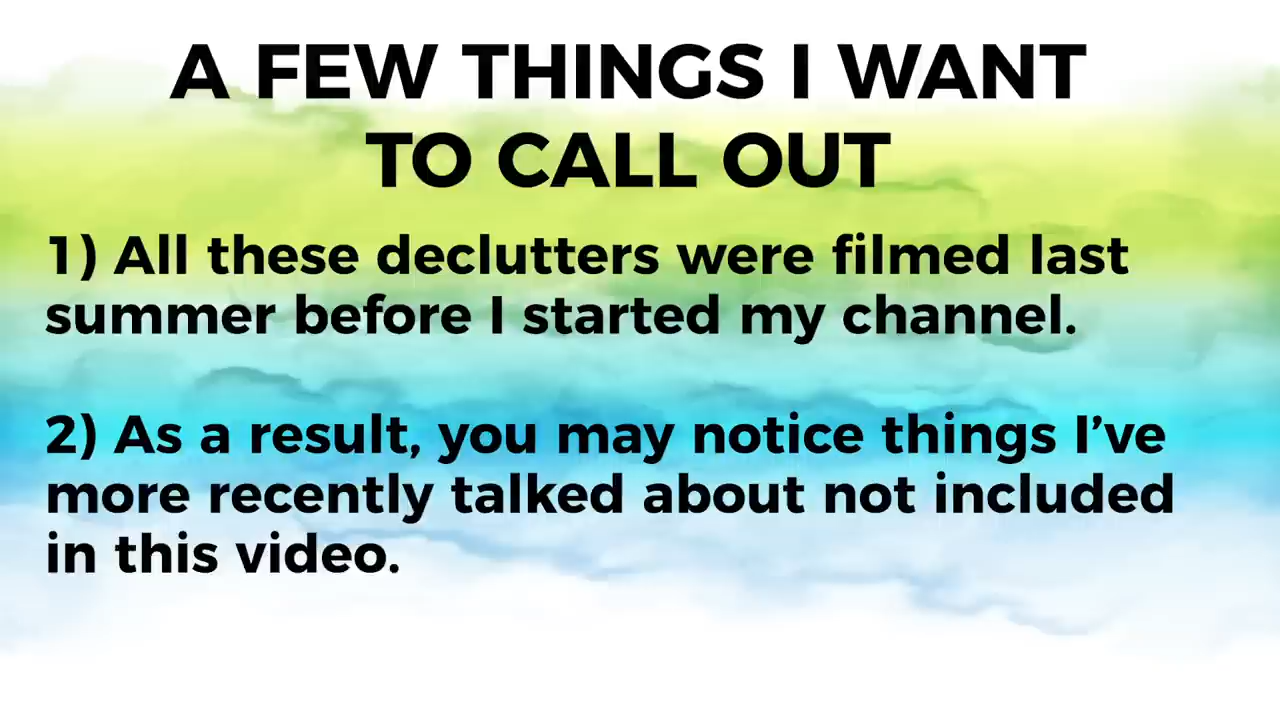 A FEW THINGS I WANT
TO CALL OUT
1) All these declutters were filmed last
summer before I started my channel.
2) As a result, you may notice things I’ve
more recently talked about not included
in this video.